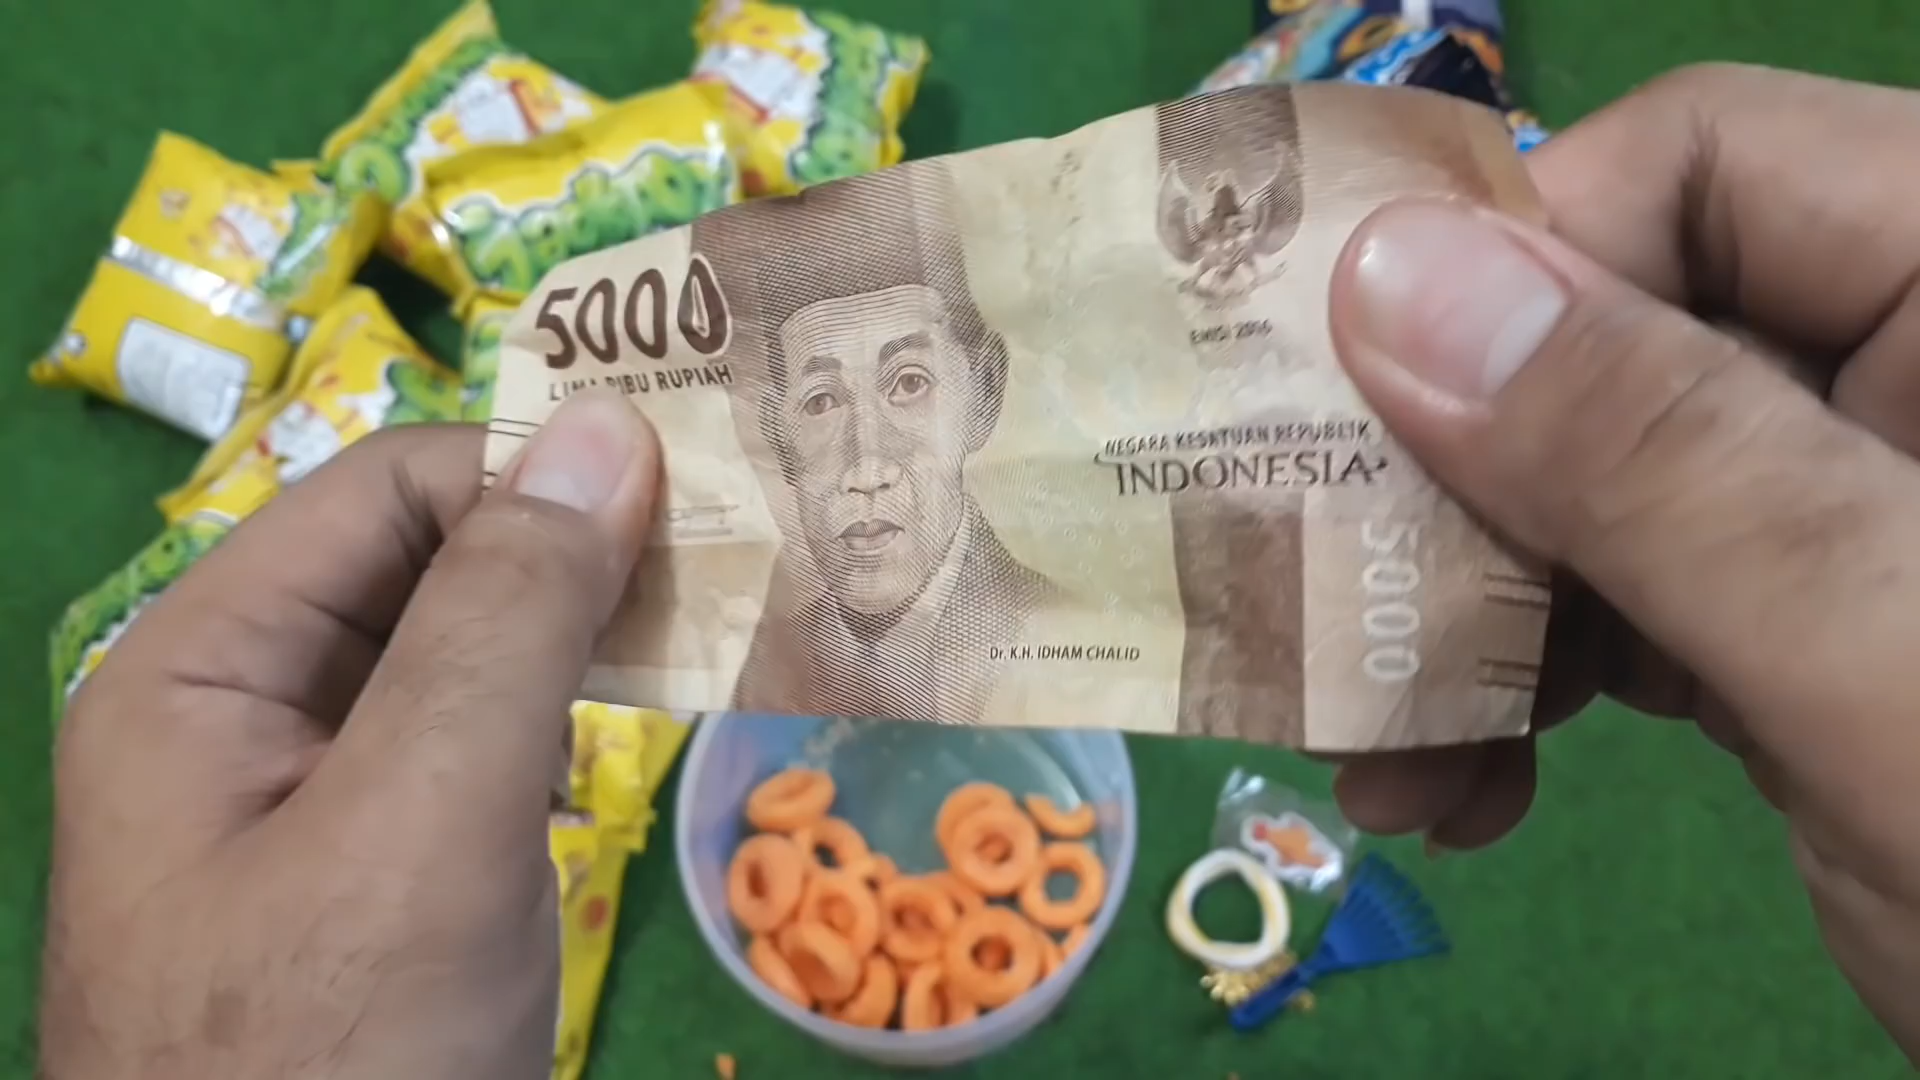 5000
LIMA RIBU RUPIAH
EMISI 2016
NEGARA KESATUAN REPUBLIK
INDONESIA
5000
Dr. K.H. IDHAM CHALID